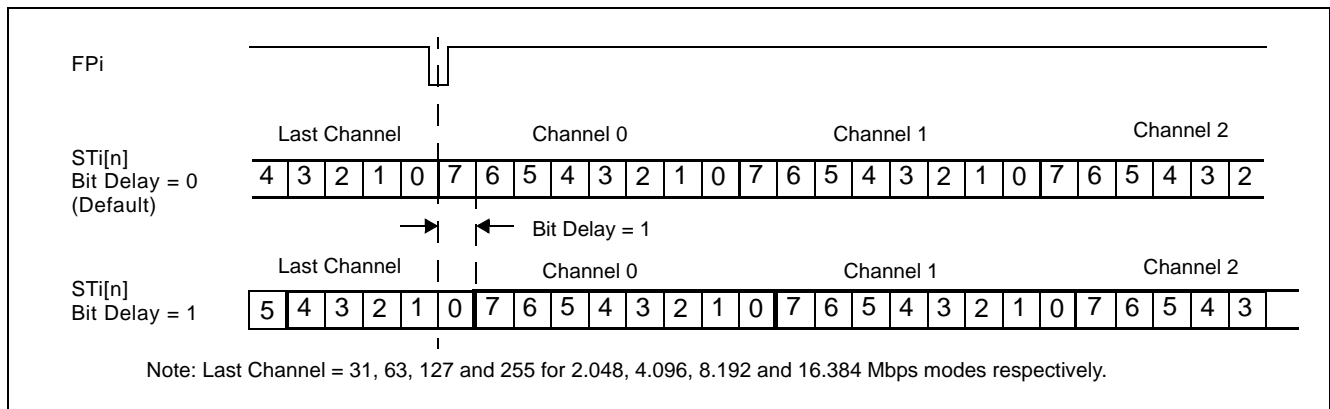 FPi
Last Channel Channel 0 Channel 1 Channel 2
STi[n]
Bit Delay = 0
(Default)
4 3 2 1 0 7 6 5 4 3 2 1 0 7 6 5 4 3 2 1 0 7 6 5 4 3 2
Bit Delay = 1
Last Channel Channel 0 Channel 1 Channel 2
STi[n]
Bit Delay = 1
5 4 3 2 1 0 7 6 5 4 3 2 1 0 7 6 5 4 3 2 1 0 7 6 5 4 3
Note: Last Channel = 31, 63, 127 and 255 for 2.048, 4.096, 8.192 and 16.384 Mbps modes respectively.